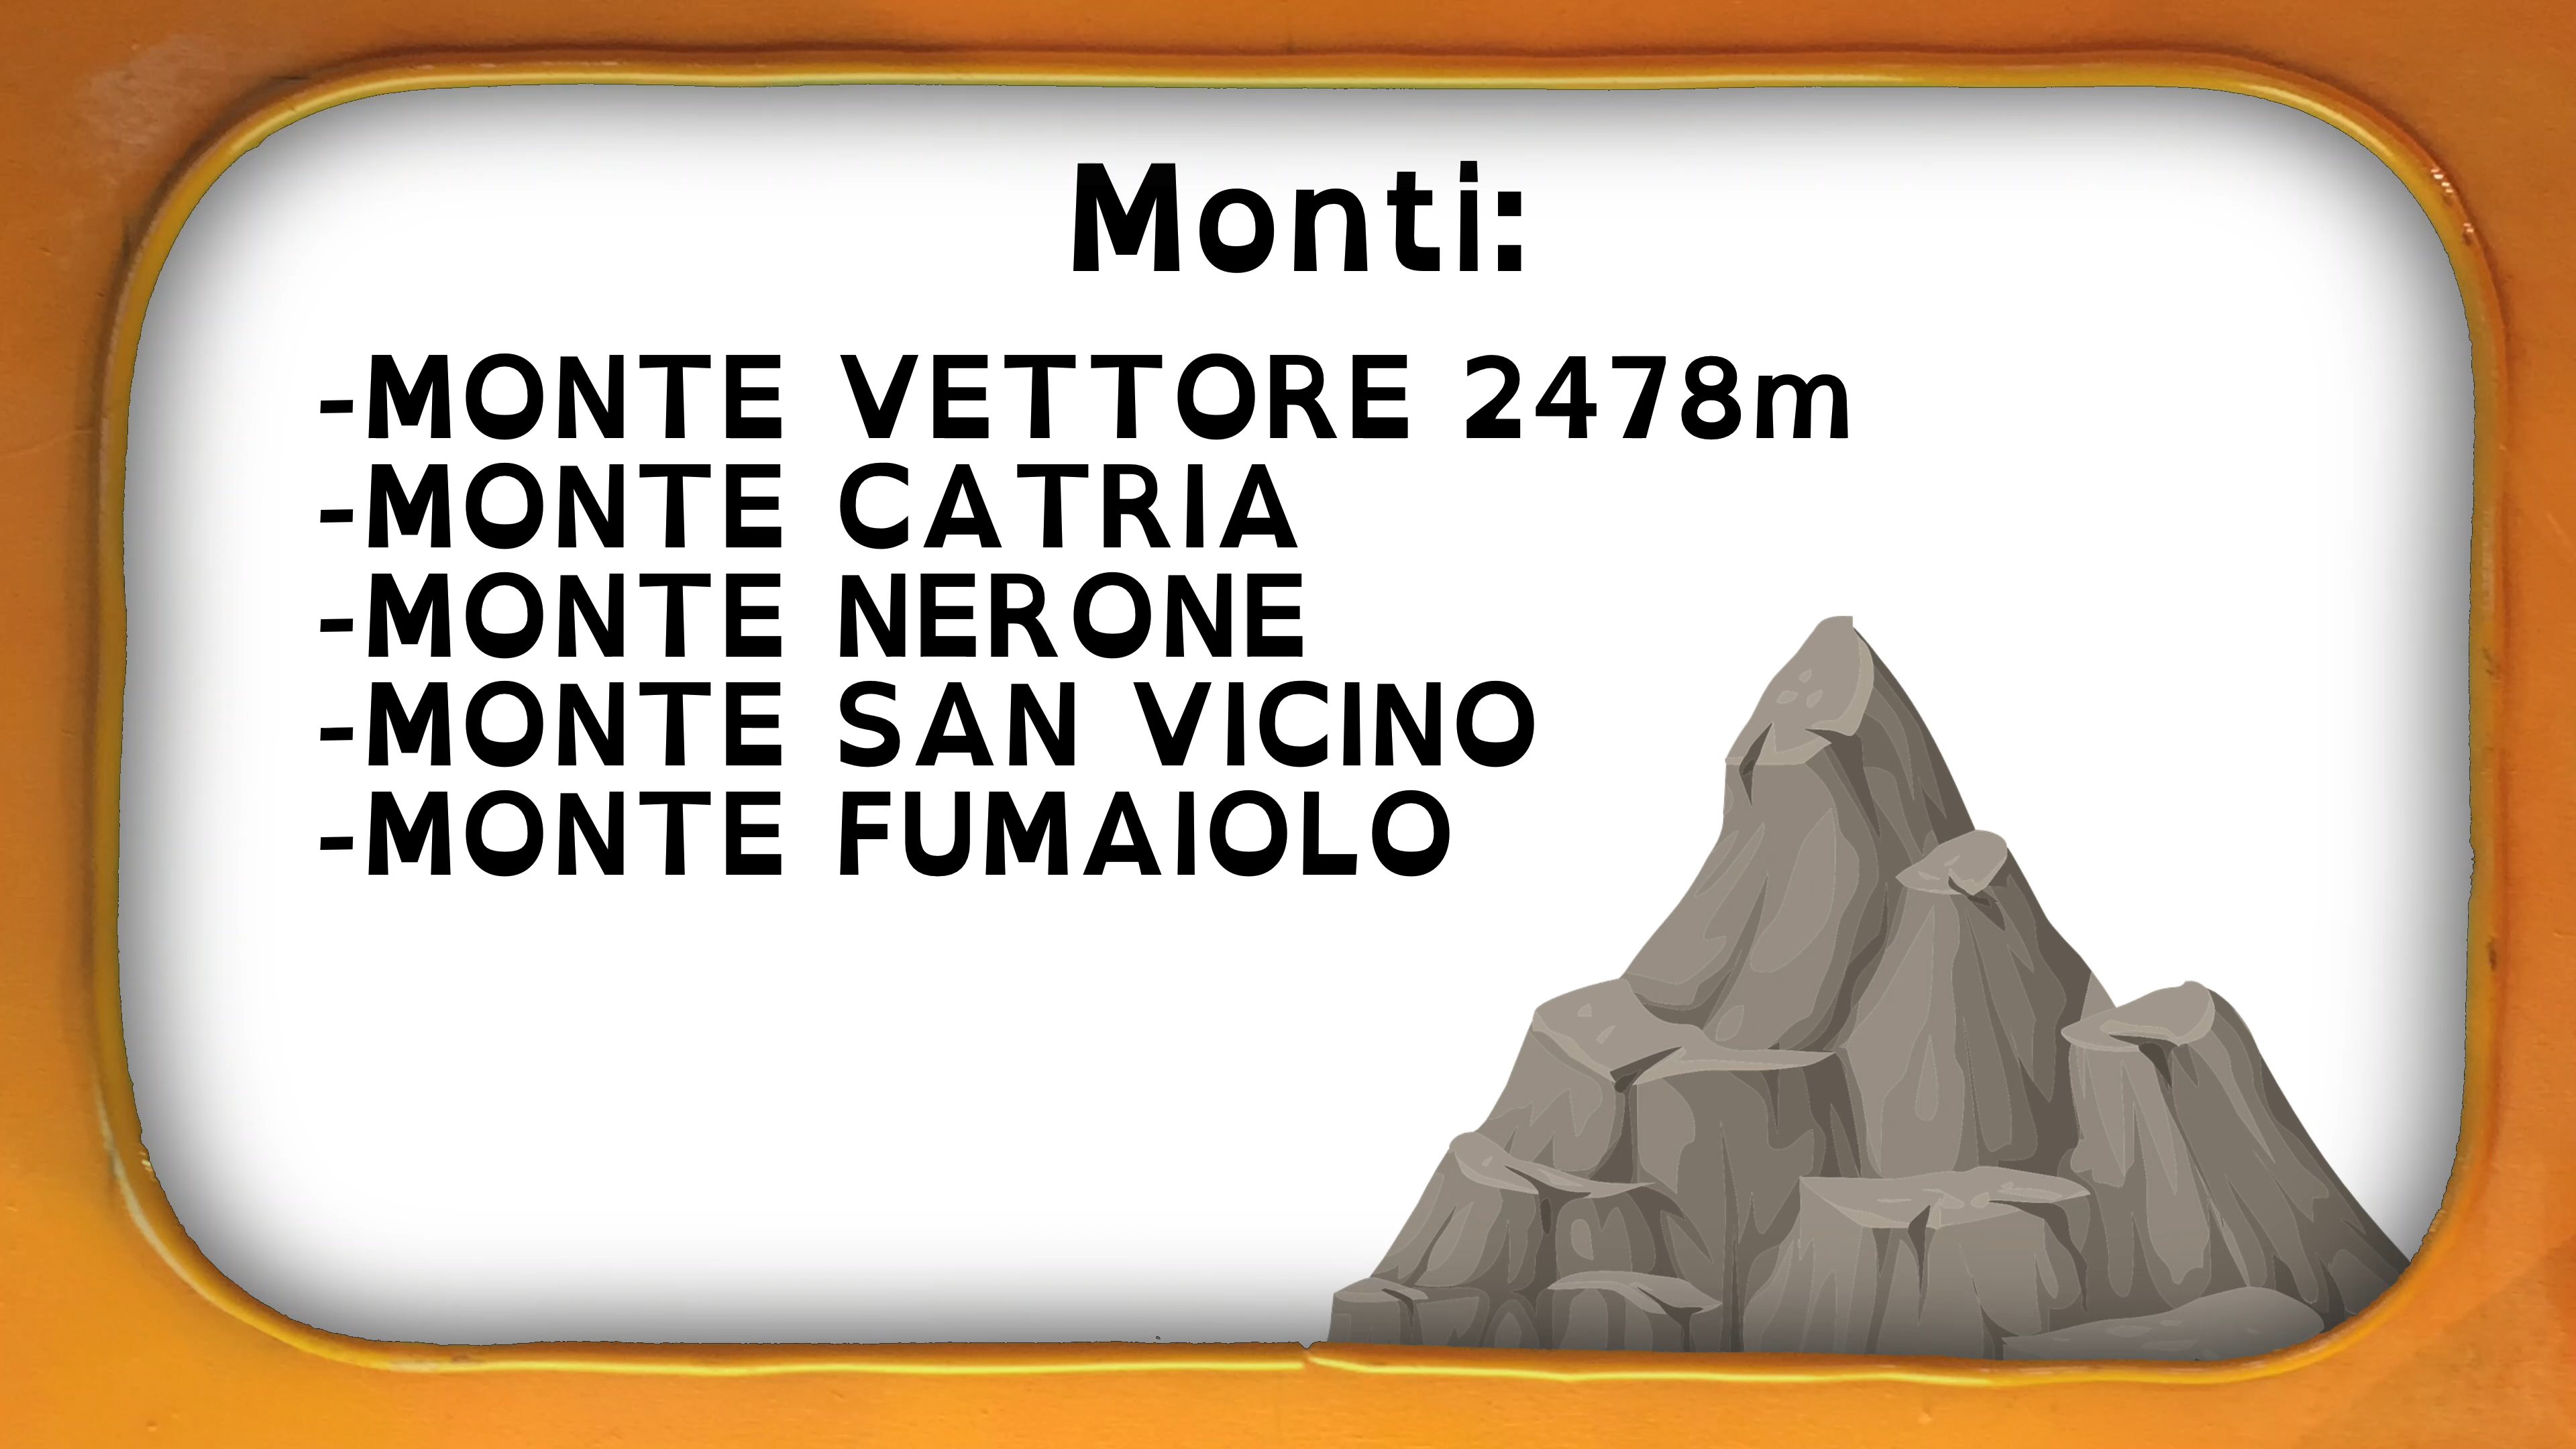 Monti:
-MONTE VETTORE 2478m
-MONTE CATRIA
-MONTE NERONE
-MONTE SAN VICINO
-MONTE FUMAIOLO